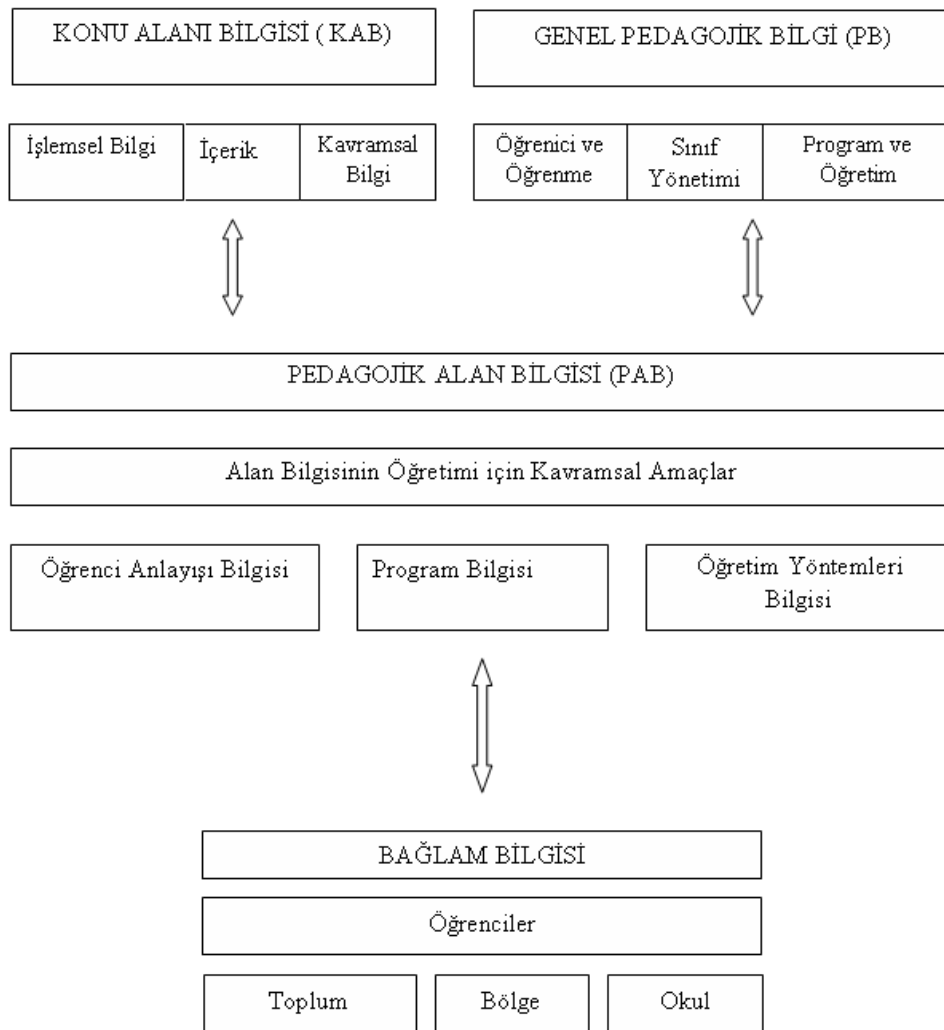 KONU ALANI BİLGİSİ ( KAB)
GENEL PEDAGOJİK BİLGİ (PB)
İşlemsel Bilgi
İçerik
Kavramsal
Bilgi
Öğrenici ve
Öğrenme
Sınıf
Yönetimi
Program ve
Öğretim
PEDAGOJİK ALAN BİLGİSİ (PAB)
Alan Bilgisinin Öğretimi için Kavramsal Amaçlar
Öğrenci Anlayışı Bilgisi
Program Bilgisi
Öğretim Yöntemleri
Bilgisi
BAĞLAM BİLGİSİ
Öğrenciler
Toplum
Bölge
Okul